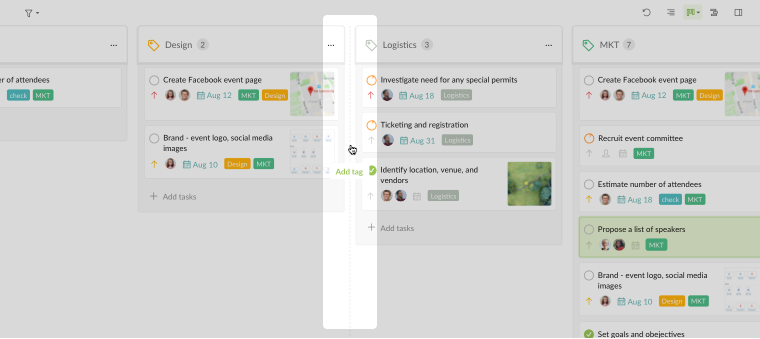 er of attendees
check MKT
Design 2
Create Facebook event page
Aug 12 MKT Design
Brand - event logo, social media
images
Aug 10 Design MKT
+ Add tasks
Add tag
Logistics 3
Investigate need for any special permits
Aug 18 Logistics
Ticketing and registration
Aug 31 Logistics
Identify location, venue, and
vendors
Logistics
+ Add tasks
MKT 7
Create Facebook event page
Aug 12 MKT Design
Recruit event committee
MKT
Estimate number of attendees
Aug 18 check MKT
Propose a list of speakers
MKT
Brand - event logo, social media
images
Aug 10 Design MKT
Set goals and obejectives